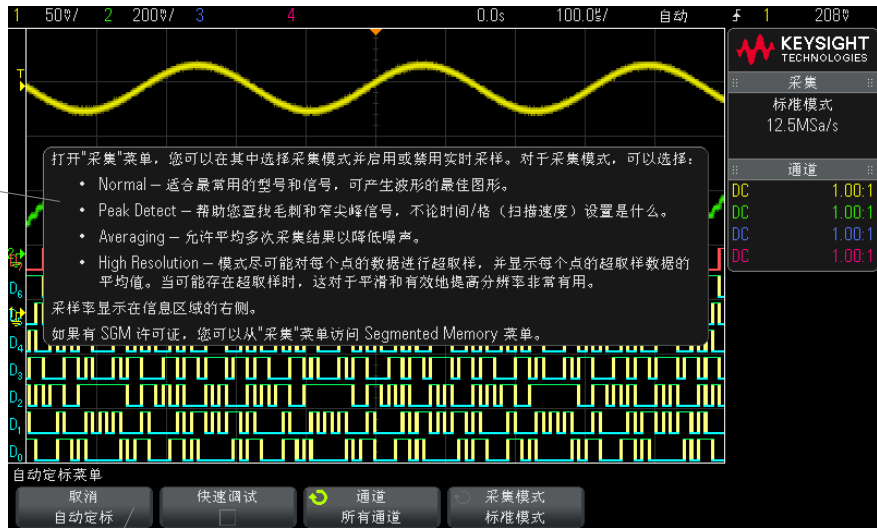 1 50♈/ 2 200♈/ 3 4 0.0s 100.0㎲/ 自动 1 208♈
KEYSIGHT
TECHNOLOGIES
采集
标准模式
12.5MSa/s
通道
DC 1.00:1
DC 1.00:1
DC 1.00:1
DC 1.00:1
T
打开"采集"菜单，您可以在其中选择采集模式并启用或禁用实时采样。对于采集模式，可以选择：
• Normal – 适合最常用的型号和信号，可产生波形的最佳图形。
• Peak Detect – 帮助您查找毛刺和窄尖峰信号，不论时间/格（扫描速度）设置是什么。
• Averaging – 允许平均多次采集结果以降低噪声。
• High Resolution – 模式尽可能对每个点的数据进行超取样，并显示每个点的超取样数据的
平均值。当可能存在超取样时，这对于平滑和有效地提高分辨率非常有用。
采样率显示在信息区域的右侧。
如果有 SGM 许可证，您可以从"采集"菜单访问 Segmented Memory 菜单。
D6
D4
D3
D2
D1
D0
自动定标菜单
取消
自动定标
快速调试
通道
所有通道
采集模式
标准模式